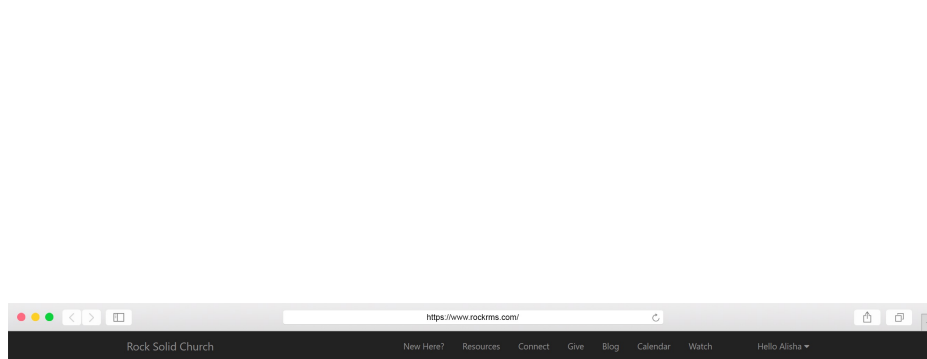 https://www.rockrms.com/
Rock Solid Church New Here? Resources Connect Give Blog Calendar Watch Hello Alisha